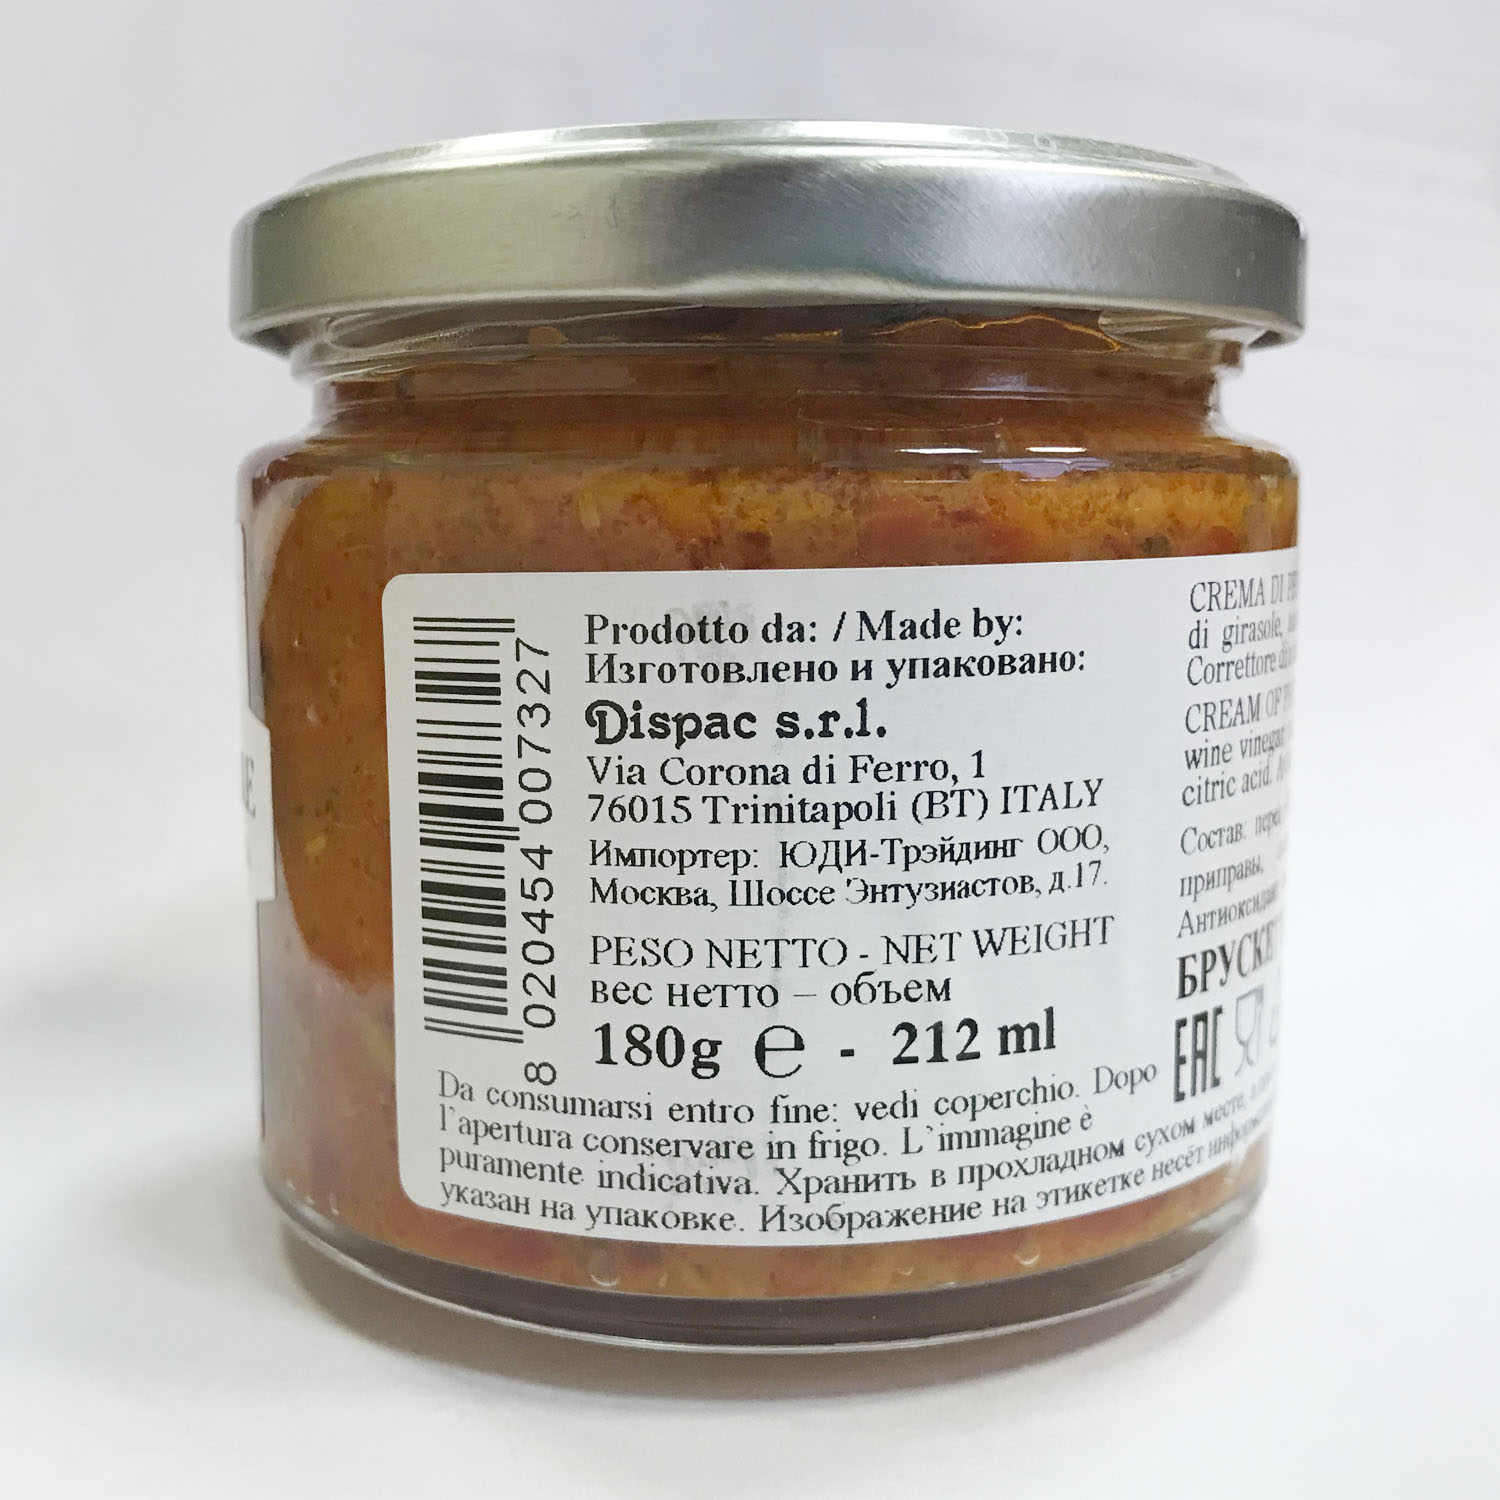 8 020454 007327
Prodotto da: / Made by:
Изготовлено и упаковано:
Dispac s.r.l.
Via Corona di Ferro, 1
76015 Trinitapoli (BT) ITALY
Импортер: ЮДИ-Трэйдинг ООО,
Москва, Шоссе Энтузиастов, д.17.
PESO NETTO - NET WEIGHT
вес нетто – объем
180g ℮ - 212 ml
Da consumarsi entro fine: vedi coperchio. Dopo
l`apertura conservare in frigo. L`immagine è
puramente indicativa. Хранить в прохладном сухом месте,
указан на упаковке. Изображение на этикетке несёт
CREMA DI
di girasole,
Correttore
CREAM OF
wine vinegar
citric acid.
Состав:
приправы,
EAC